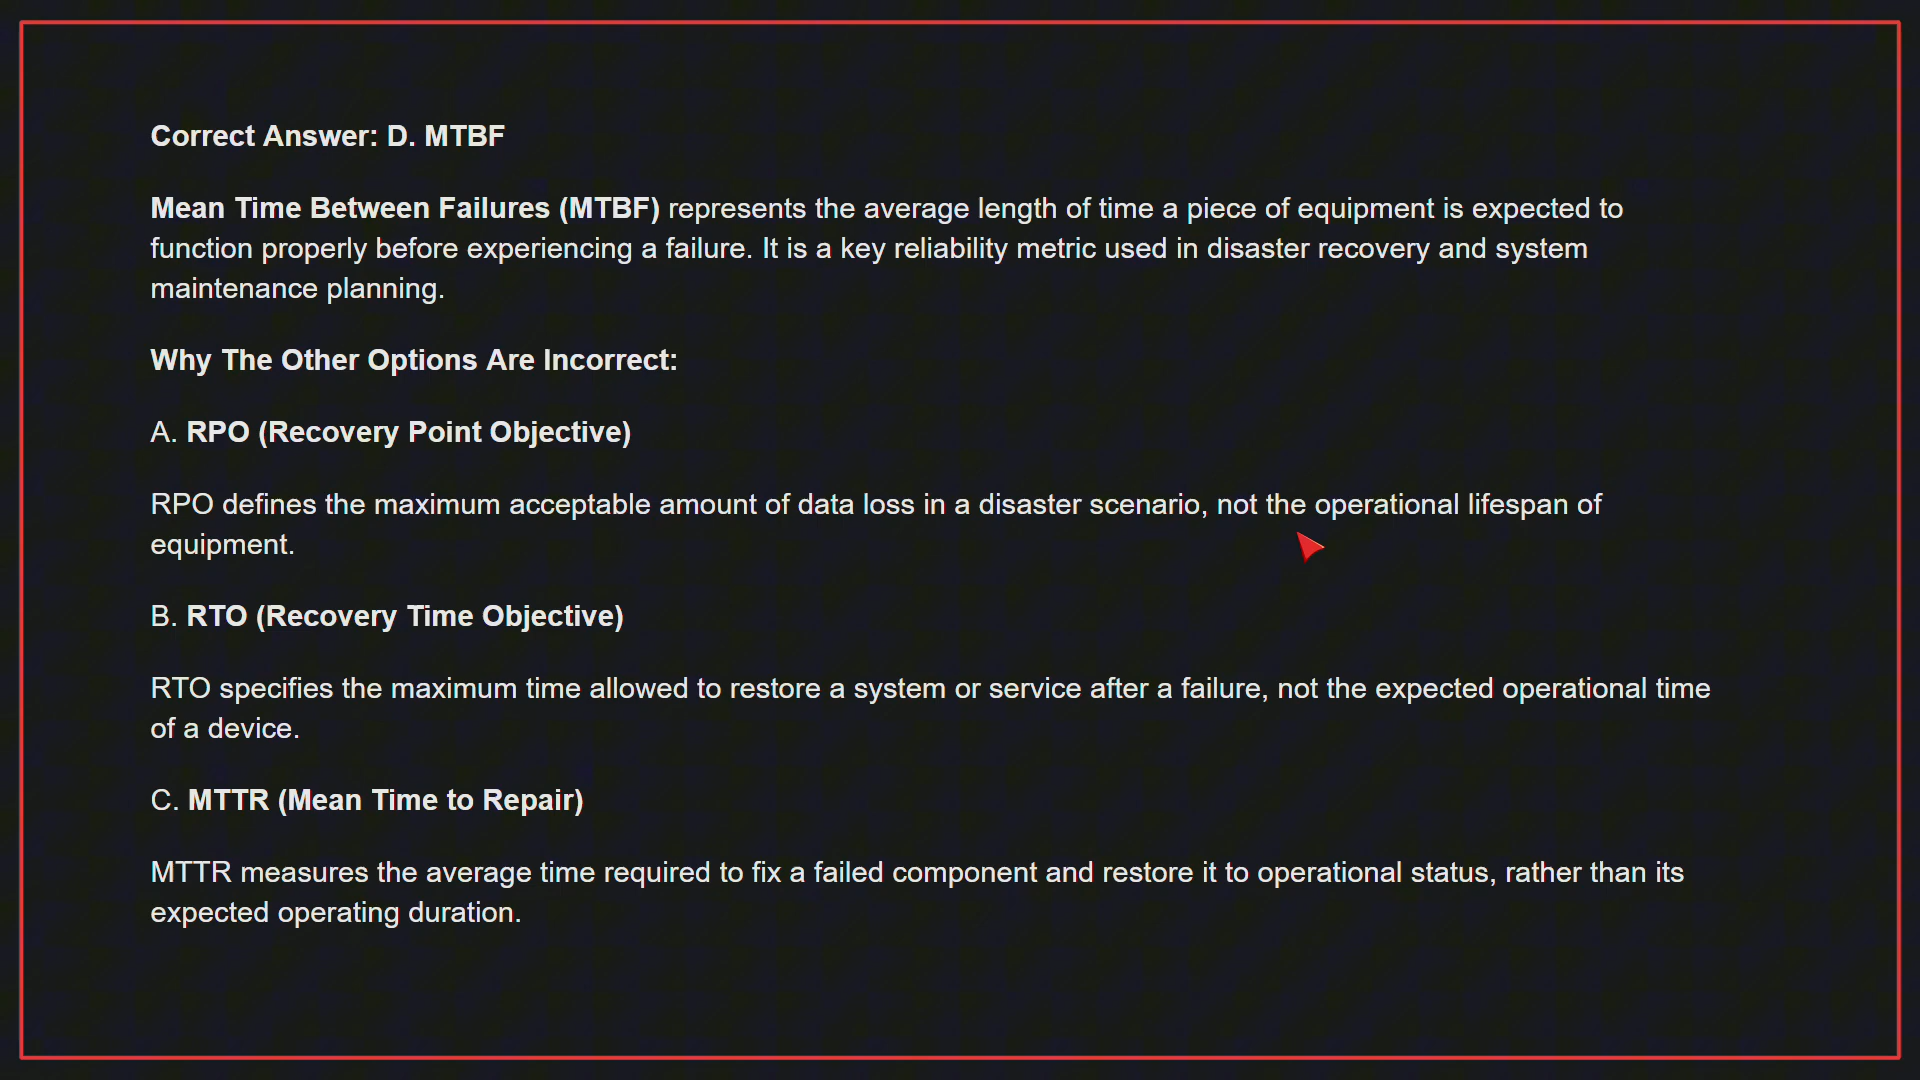 Correct Answer: D. MTBF
Mean Time Between Failures (MTBF) represents the average length of time a piece of equipment is expected to
function properly before experiencing a failure. It is a key reliability metric used in disaster recovery and system
maintenance planning.
Why The Other Options Are Incorrect:
A. RPO (Recovery Point Objective)
RPO defines the maximum acceptable amount of data loss in a disaster scenario, not the operational lifespan of
equipment.
B. RTO (Recovery Time Objective)
RTO specifies the maximum time allowed to restore a system or service after a failure, not the expected operational time
of a device.
C. MTTR (Mean Time to Repair)
MTTR measures the average time required to fix a failed component and restore it to operational status, rather than its
expected operating duration.